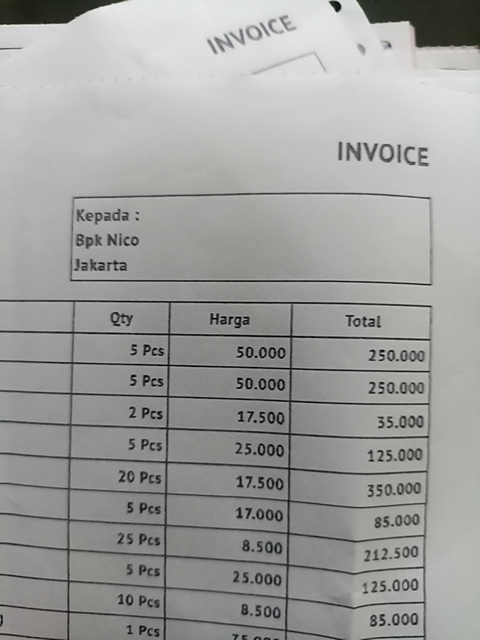 INVOICE
INVOICE
Kepada :
Bpk Nico
Jakarta
Qty Harga Total
5 Pcs 50.000 250.000
5 Pcs 50.000 250.000
2 Pcs 17.500 35.000
5 Pcs 25.000 125.000
20 Pcs 17.500 350.000
5 Pcs 17.000 85.000
25 Pcs 8.500 212.500
5 Pcs 25.000 125.000
10 Pcs 8.500 85.000
1 Pcs